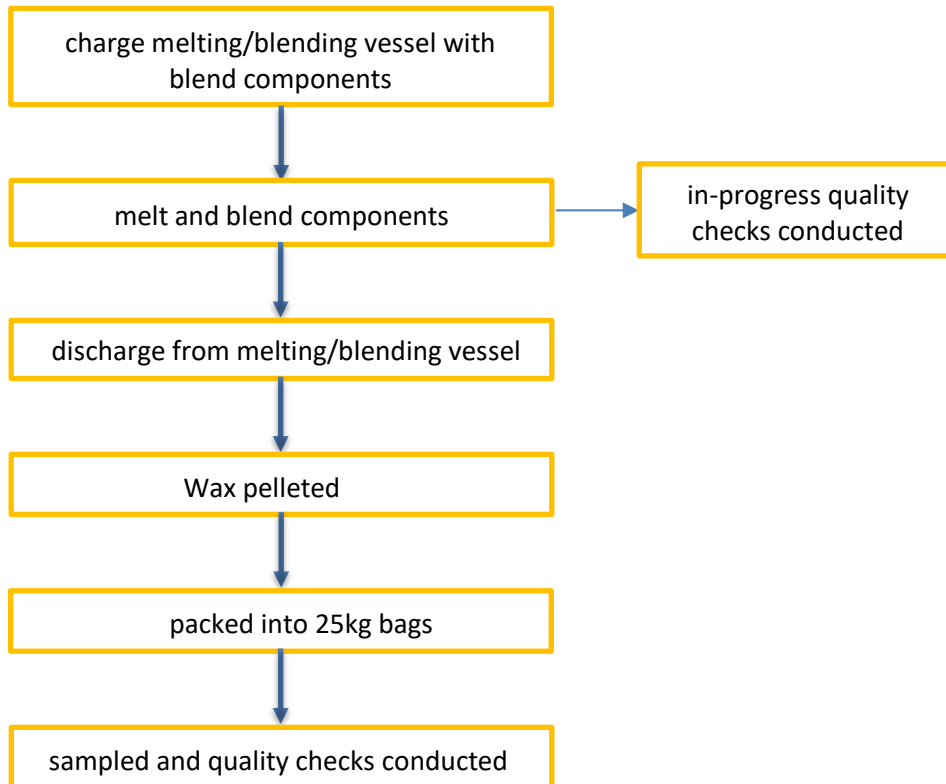 charge melting/blending vessel with
blend components
melt and blend components
in-progress quality
checks conducted
discharge from melting/blending vessel
Wax pelleted
packed into 25kg bags
sampled and quality checks conducted